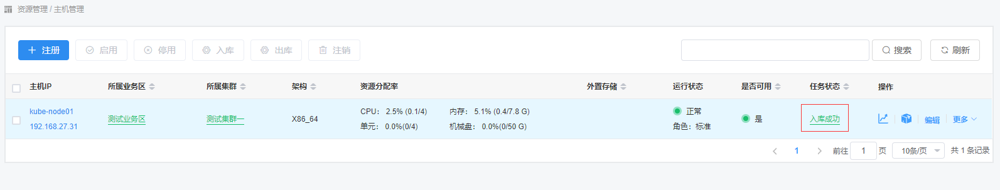 资源管理 / 主机管理
注册 启用 停用 入库 出库 注销 搜索 刷新
主机IP 所属业务区 所属集群 架构 资源分配率 外置存储 运行状态 是否可用 任务状态 操作
kube-node01 CPU： 2.5% (0.1/4) 内存： 5.1% (0.4/7.8 G) 正常
测试业务区 测试集群一 X86_64 是 入库成功 编辑 更多
192.168.27.31 单元： 0.0%(0/4) 机械盘： 0.0%(0/50 G) 角色：标准
1 前往 1 页 10条/页 共 1 条记录